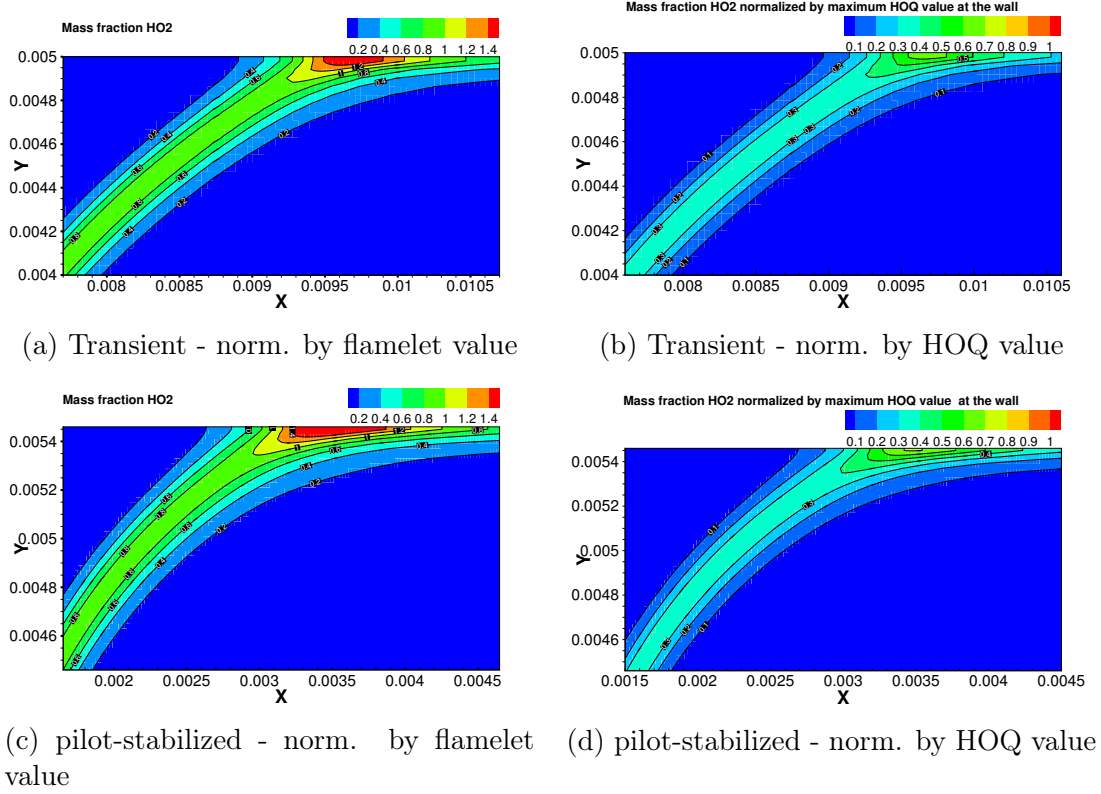 Mass fraction HO2
0.2 0.4 0.6 0.8 1 1.2 1.4
0.005
0.0048
0.0046
Y
0.0044
0.0042
0.004
0.008 0.0085 0.009 0.0095 0.01 0.0105
X
(a) Transient - norm. by flamelet value
Mass fraction HO2 normalized by maximum HOQ value at the wall
0.1 0.2 0.3 0.4 0.5 0.6 0.7 0.8 0.9 1
0.005
0.0048
0.0046
Y
0.0044
0.0042
0.004
0.008 0.0085 0.009 0.0095 0.01 0.0105
X
(b) Transient - norm. by HOQ value
Mass fraction HO2
0.2 0.4 0.6 0.8 1 1.2 1.4
0.0054
0.0052
Y
0.005
0.0048
0.0046
0.002 0.0025 0.003 0.0035 0.004 0.0045
X
(c) pilot-stabilized - norm. by flamelet
value
Mass fraction HO2 normalized by maximum HOQ value at the wall
0.1 0.2 0.3 0.4 0.5 0.6 0.7 0.8 0.9 1
0.0054
0.0052
Y
0.005
0.0048
0.0046
0.0015 0.002 0.0025 0.003 0.0035 0.004 0.0045
X
(d) pilot-stabilized - norm. by HOQ value